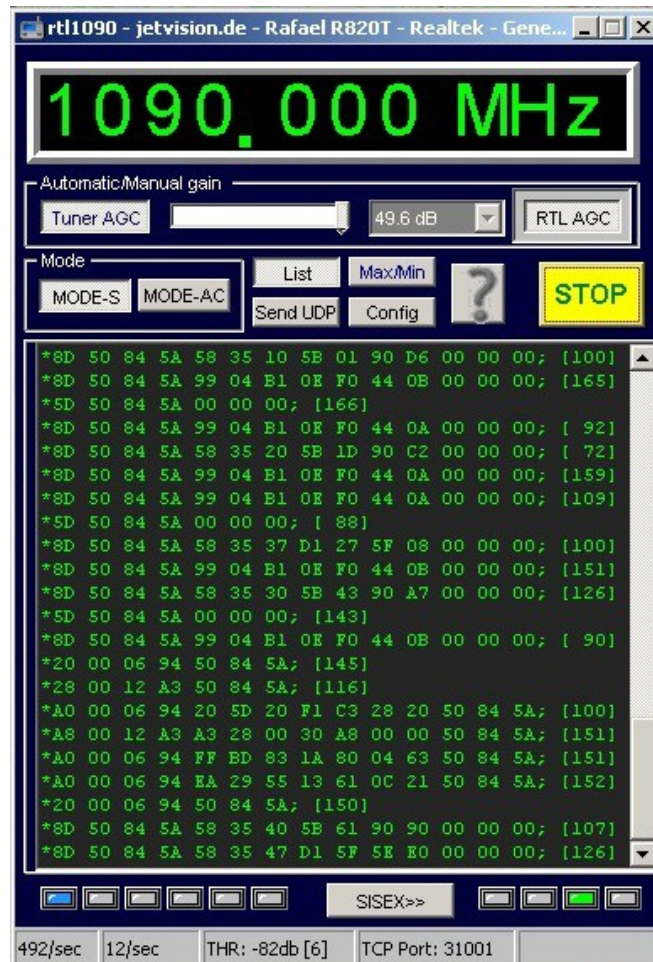 rtl1090 - jetvision.de - Rafael R820T - Realtek - Gene...
1090.000 MHz
Automatic/Manual gain
Tuner AGC 49.6 dB RTL AGC
Mode
MODE-S MODE-AC List Max/Min ? STOP
Send UDP Config
*8D 50 84 5A 58 35 10 5B 01 90 D6 00 00 00; [100]
*8D 50 84 5A 99 04 B1 0E F0 44 0B 00 00 00; [165]
*5D 50 84 5A 00 00 00; [166]
*8D 50 84 5A 99 04 B1 0E F0 44 0A 00 00 00; [ 92]
*8D 50 84 5A 58 35 20 5B 1D 90 C2 00 00 00; [ 72]
*8D 50 84 5A 99 04 B1 0E F0 44 0A 00 00 00; [159]
*8D 50 84 5A 99 04 B1 0E F0 44 0A 00 00 00; [109]
*5D 50 84 5A 00 00 00; [ 88]
*8D 50 84 5A 58 35 37 D1 27 5F 08 00 00 00; [100]
*8D 50 84 5A 99 04 B1 0E F0 44 0B 00 00 00; [151]
*8D 50 84 5A 58 35 30 5B 43 90 A7 00 00 00; [126]
*5D 50 84 5A 00 00 00; [143]
*8D 50 84 5A 99 04 B1 0E F0 44 0B 00 00 00; [ 90]
*20 00 06 94 50 84 5A; [145]
*28 00 12 A3 50 84 5A; [116]
*A0 00 06 94 20 5D 20 F1 C3 28 20 50 84 5A; [100]
*A8 00 12 A3 A3 28 00 30 A8 00 00 50 84 5A; [151]
*A0 00 06 94 FF BD 83 1A 80 04 63 50 84 5A; [151]
*A0 00 06 94 EA 29 55 13 61 0C 21 50 84 5A; [152]
*20 00 06 94 50 84 5A; [150]
*8D 50 84 5A 58 35 40 5B 61 90 90 00 00 00; [107]
*8D 50 84 5A 58 35 47 D1 5F 5E E0 00 00 00; [126]
SISEX>>
492/sec 12/sec THR: -82db [6] TCP Port: 31001